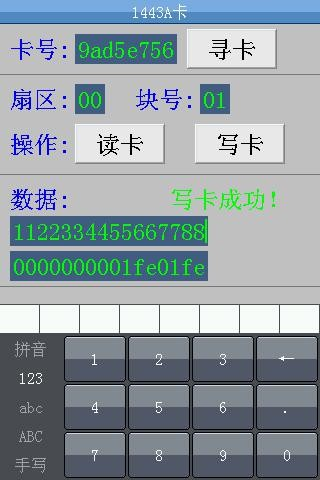 1443A卡
卡号: 9ad5e756 寻卡
扇区: 00 块号: 01
操作: 读卡 写卡
数据: 写卡成功!
1122334455667788
0000000001fe01fe
拼音
123
abc
ABC
手写
1 2 3 ←
4 5 6 .
7 8 9 0